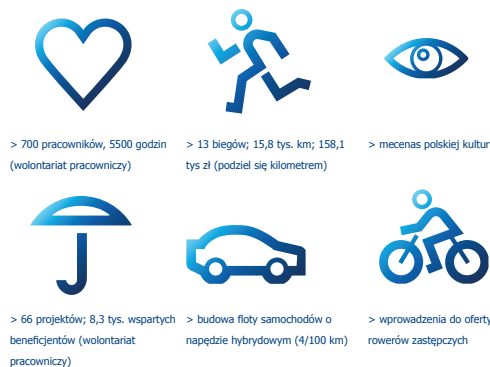 > 700 pracowników, 5500 godzin
(wolontariat pracowniczy)
> 13 biegów; 15,8 tys. km; 158,1
tys zł (podziel się kilometrem)
> mecenas polskiej kultur
> 66 projektów; 8,3 tys. wspartych
beneficjentów (wolontariat
pracowniczy)
> budowa floty samochodów o
napędzie hybrydowym (4/100 km)
> wprowadzenia do oferty
rowerów zastępczych